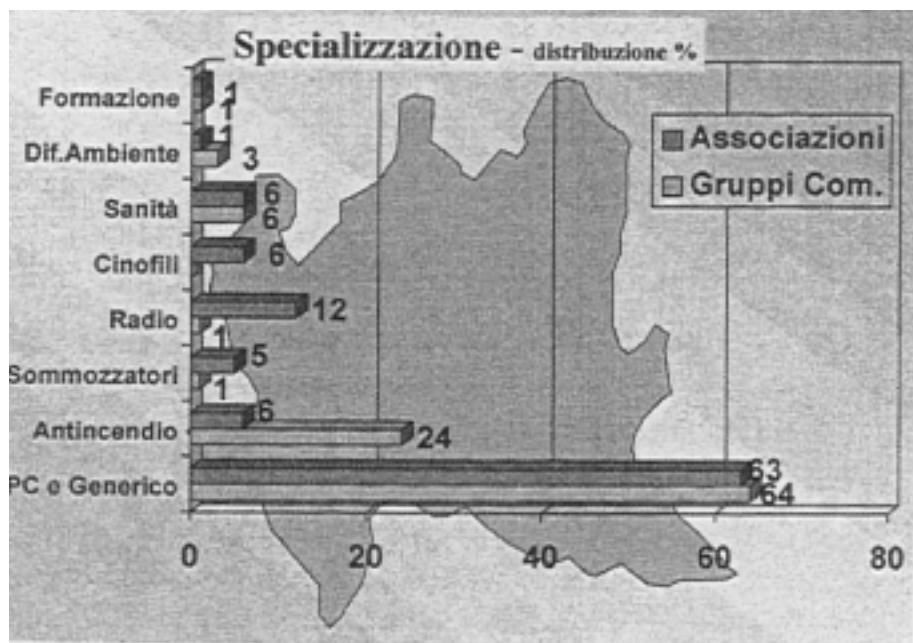 Specializzazione - distribuzione %
Associazioni
Gruppi Com.
Formazione 1
1
Dif.Ambiente 1
3
Sanità 6
6
Cinofili 6
Radio 12
1
Sommozzatori 5
1
Antincendio 6
24
PC e Generico 63
64
0 20 40 60 80